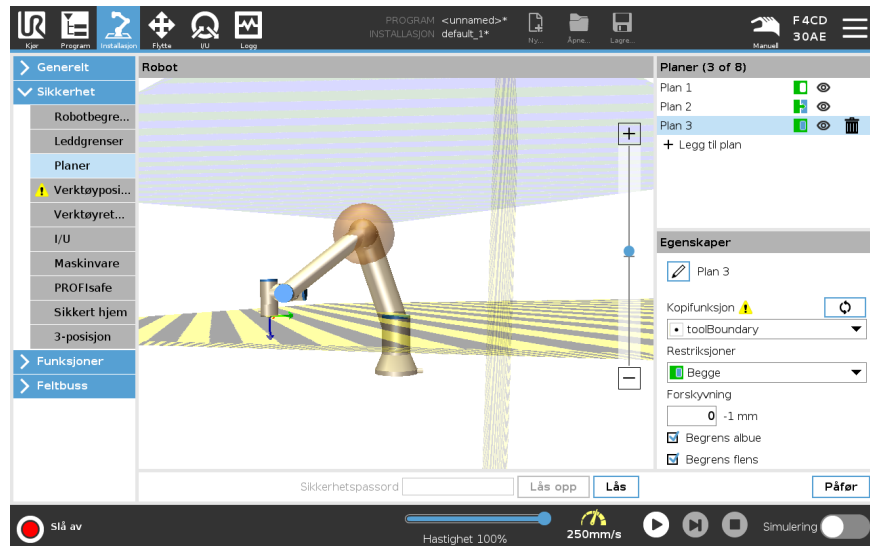 PROGRAM <unnamed>*
INSTALLASJON default_1*
Kjør
Program
Installasjon
Flytte
I/U
Logg
Ny...
Åpne...
Lagre...
Manuell
F4CD
30AE
Generelt
Sikkerhet
Robotbegre...
Leddgrenser
Planer
Verktøyposi...
Verktøyret...
I/U
Maskinvare
PROFIsafe
Sikkert hjem
3-posisjon
Funksjoner
Feltbuss
Robot
Planer (3 of 8)
Plan 1
Plan 2
Plan 3
+ Legg til plan
Egenskaper
Plan 3
Kopifunksjon
toolBoundary
Restriksjoner
Begge
Forskyvning
0 -1 mm
Begrens albue
Begrens flens
Sikkerhetspassord
Lås opp
Lås
Påfør
Slå av
Hastighet 100%
250mm/s
Simulering